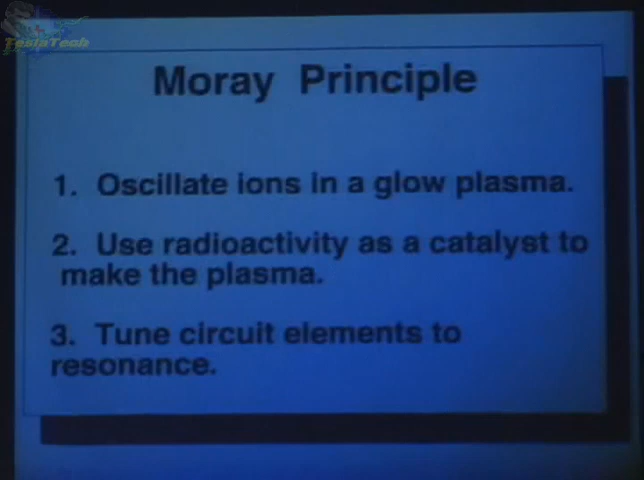 TeslaTech
Moray Principle
1. Oscillate ions in a glow plasma.
2. Use radioactivity as a catalyst to
make the plasma.
3. Tune circuit elements to
resonance.